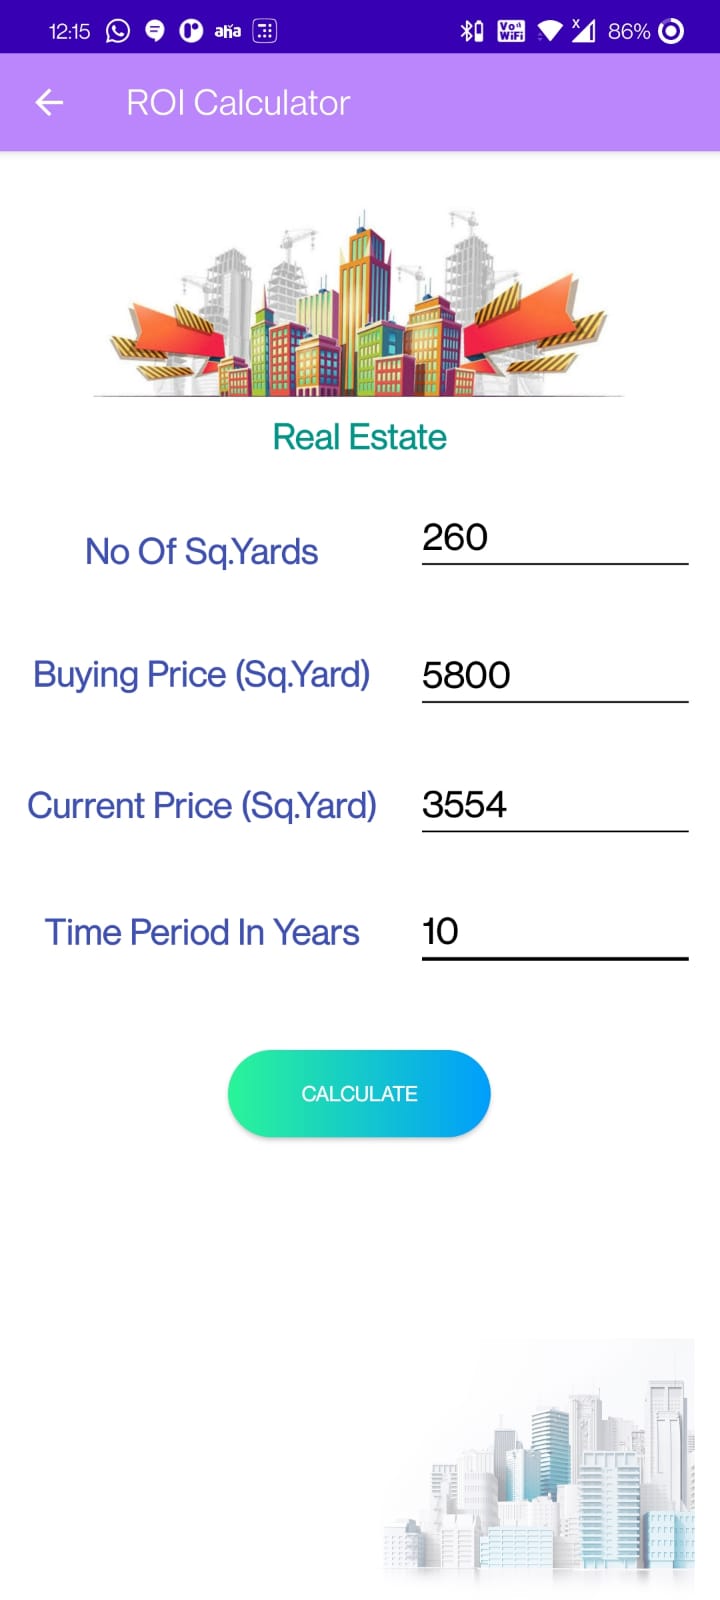 12:15 aha Vo)) WiFi x 86%
ROI Calculator
Real Estate
No Of Sq.Yards 260
Buying Price (Sq.Yard) 5800
Current Price (Sq.Yard) 3554
Time Period In Years 10
CALCULATE